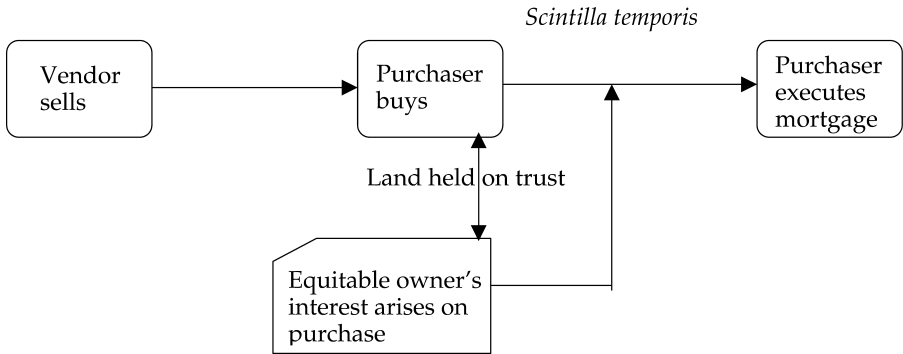 Scintilla temporis
Vendor
sells
Purchaser
buys
Purchaser
executes
mortgage
Land held on trust
Equitable owner’s
interest arises on
purchase